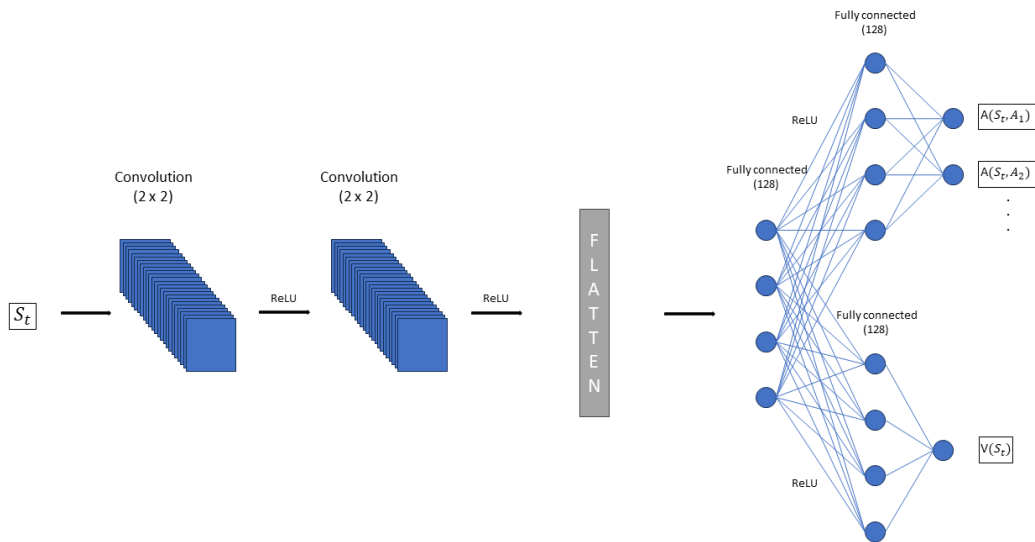 S_t
Convolution
(2 x 2)
ReLU
Convolution
(2 x 2)
ReLU
FLATTEN
Fully connected
(128)
ReLU
Fully connected
(128)
A(S_t, A_1)
A(S_t, A_2)
.
.
.
Fully connected
(128)
ReLU
V(S_t)